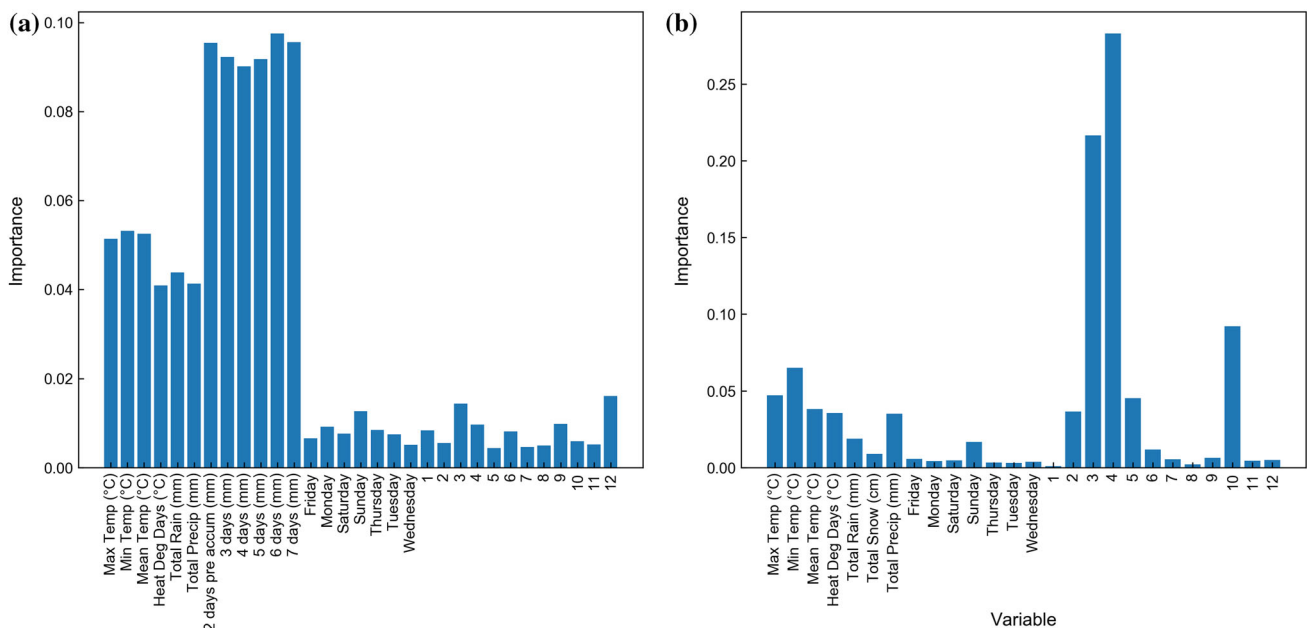 (a)
Importance
0.10
0.08
0.06
0.04
0.02
0.00
Max Temp (°C)
Min Temp (°C)
Mean Temp (°C)
Heat Deg Days (°C)
Total Rain (mm)
Total Precip (mm)
2 days pre accum (mm)
3 days (mm)
4 days (mm)
5 days (mm)
6 days (mm)
7 days (mm)
Friday
Monday
Saturday
Sunday
Thursday
Tuesday
Wednesday
1
2
3
4
5
6
7
8
9
10
11
12
(b)
Importance
0.25
0.20
0.15
0.10
0.05
0.00
Max Temp (°C)
Min Temp (°C)
Mean Temp (°C)
Heat Deg Days (°C)
Total Rain (mm)
Total Snow (cm)
Total Precip (mm)
Friday
Monday
Saturday
Sunday
Thursday
Tuesday
Wednesday
1
2
3
4
5
6
7
8
9
10
11
12
Variable